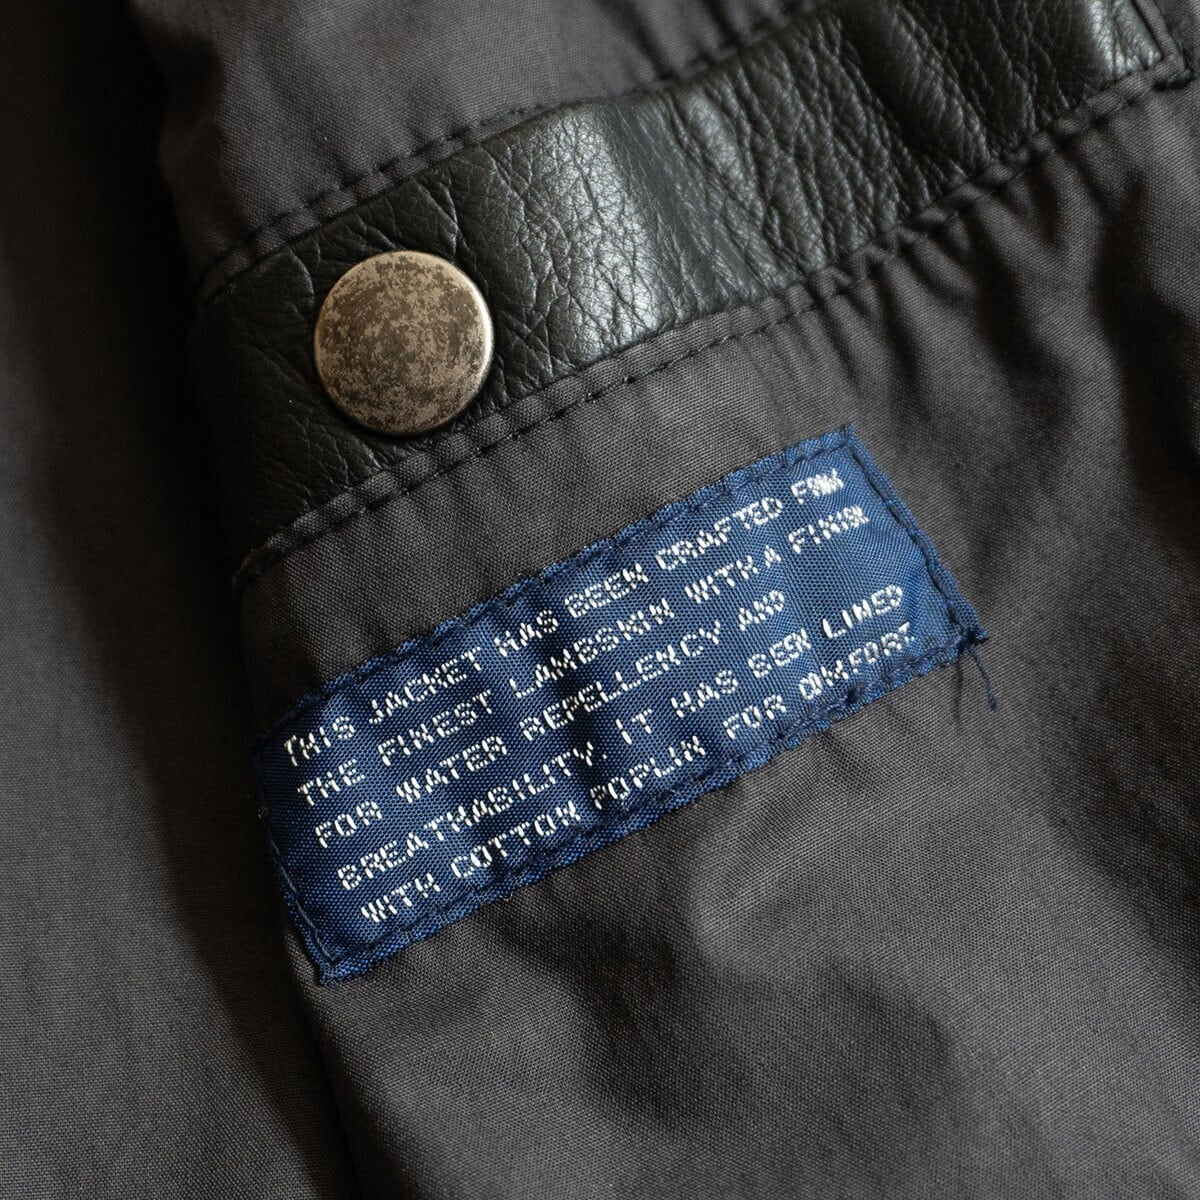 THIS JACKET HAS BEEN CRAFTED FROM
THE FINEST LAMBSKIN WITH A FINISH
FOR WATER REPELLENCY AND
BREATHABILITY. IT HAS BEEN LINED
WITH COTTON POPLIN FOR COMFORT